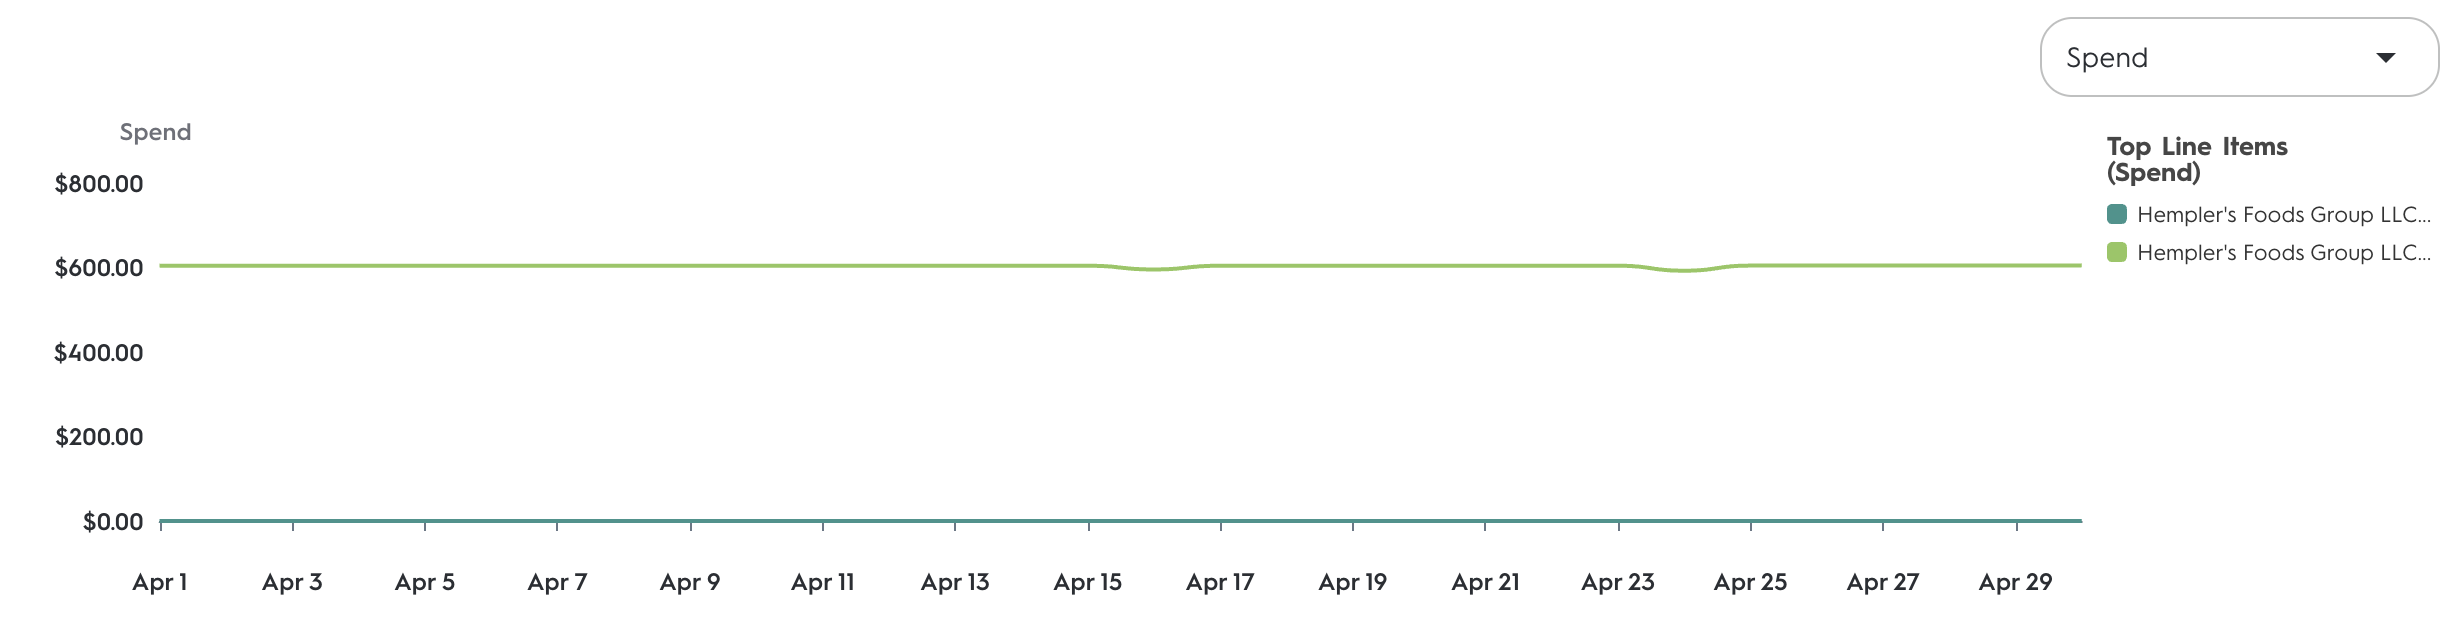 Spend
Spend
$800.00
$600.00
$400.00
$200.00
$0.00
Apr 1 Apr 3 Apr 5 Apr 7 Apr 9 Apr 11 Apr 13 Apr 15 Apr 17 Apr 19 Apr 21 Apr 23 Apr 25 Apr 27 Apr 29
Top Line Items
(Spend)
Hempler's Foods Group LLC...
Hempler's Foods Group LLC...